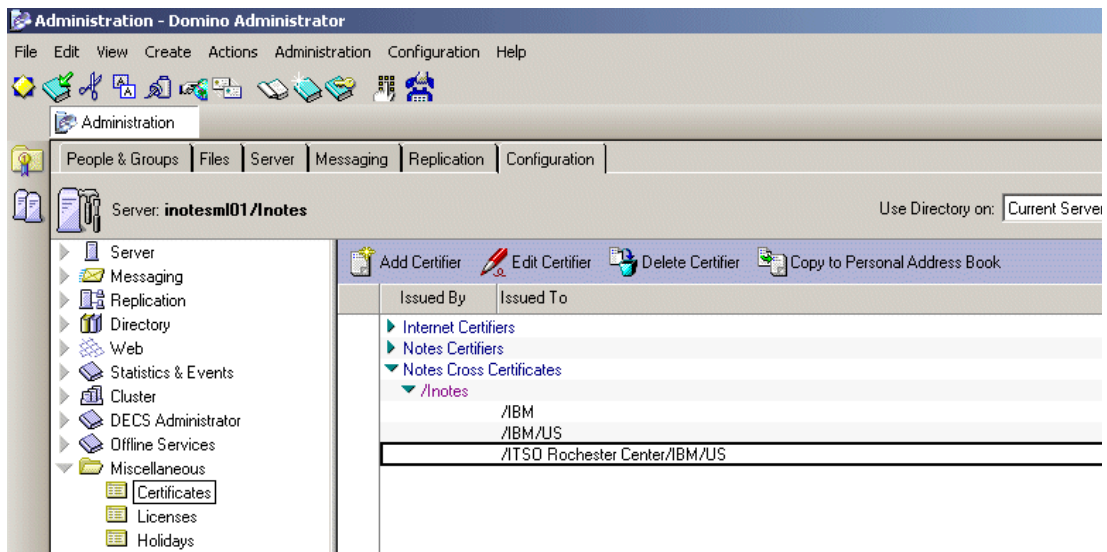 Administration - Domino Administrator
File Edit View Create Actions Administration Configuration Help
Administration
People & Groups Files Server Messaging Replication Configuration
Server: inotesml01/Inotes
Use Directory on: Current Server
Server
Messaging
Replication
Directory
Web
Statistics & Events
Cluster
DECS Administrator
Offline Services
Miscellaneous
Certificates
Licenses
Holidays
Add Certifier Edit Certifier Delete Certifier Copy to Personal Address Book
Issued By Issued To
Internet Certifiers
Notes Certifiers
Notes Cross Certificates
/Inotes
/IBM
/IBM/US
/ITSO Rochester Center/IBM/US